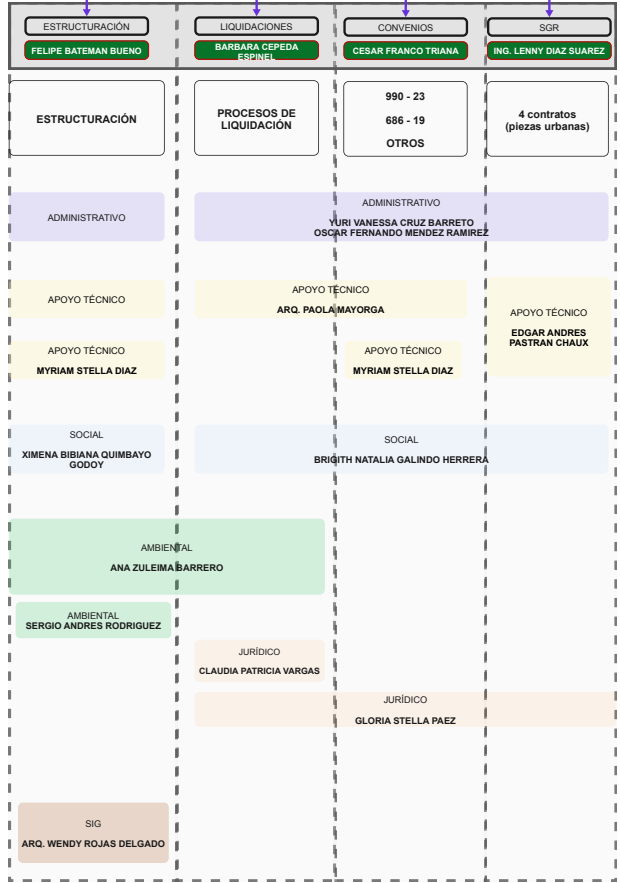 ESTRUCTURACIÓN
LIQUIDACIONES
CONVENIOS
SGR
FELIPE BATEMAN BUENO
BARBARA CEPEDA
ESPINEL
CESAR FRANCO TRIANA
ING. LENNY DIAZ SUAREZ
ESTRUCTURACIÓN
PROCESOS DE
LIQUIDACIÓN
990 - 23
686 - 19
OTROS
4 contratos
(piezas urbanas)
ADMINISTRATIVO
ADMINISTRATIVO
YURI VANESSA CRUZ BARRETO
OSCAR FERNANDO MENDEZ RAMIREZ
APOYO TÉCNICO
APOYO TÉCNICO
ARQ. PAOLA MAYORGA
APOYO TÉCNICO
EDGAR ANDRES
PASTRAN CHAUX
APOYO TÉCNICO
MYRIAM STELLA DIAZ
APOYO TÉCNICO
MYRIAM STELLA DIAZ
SOCIAL
XIMENA BIBIANA QUIMBAYO
GODOY
SOCIAL
BRIGITH NATALIA GALINDO HERRERA
AMBIENTAL
ANA ZULEIMA BARRERO
AMBIENTAL
SERGIO ANDRES RODRIGUEZ
JURÍDICO
CLAUDIA PATRICIA VARGAS
JURÍDICO
GLORIA STELLA PAEZ
SIG
ARQ. WENDY ROJAS DELGADO